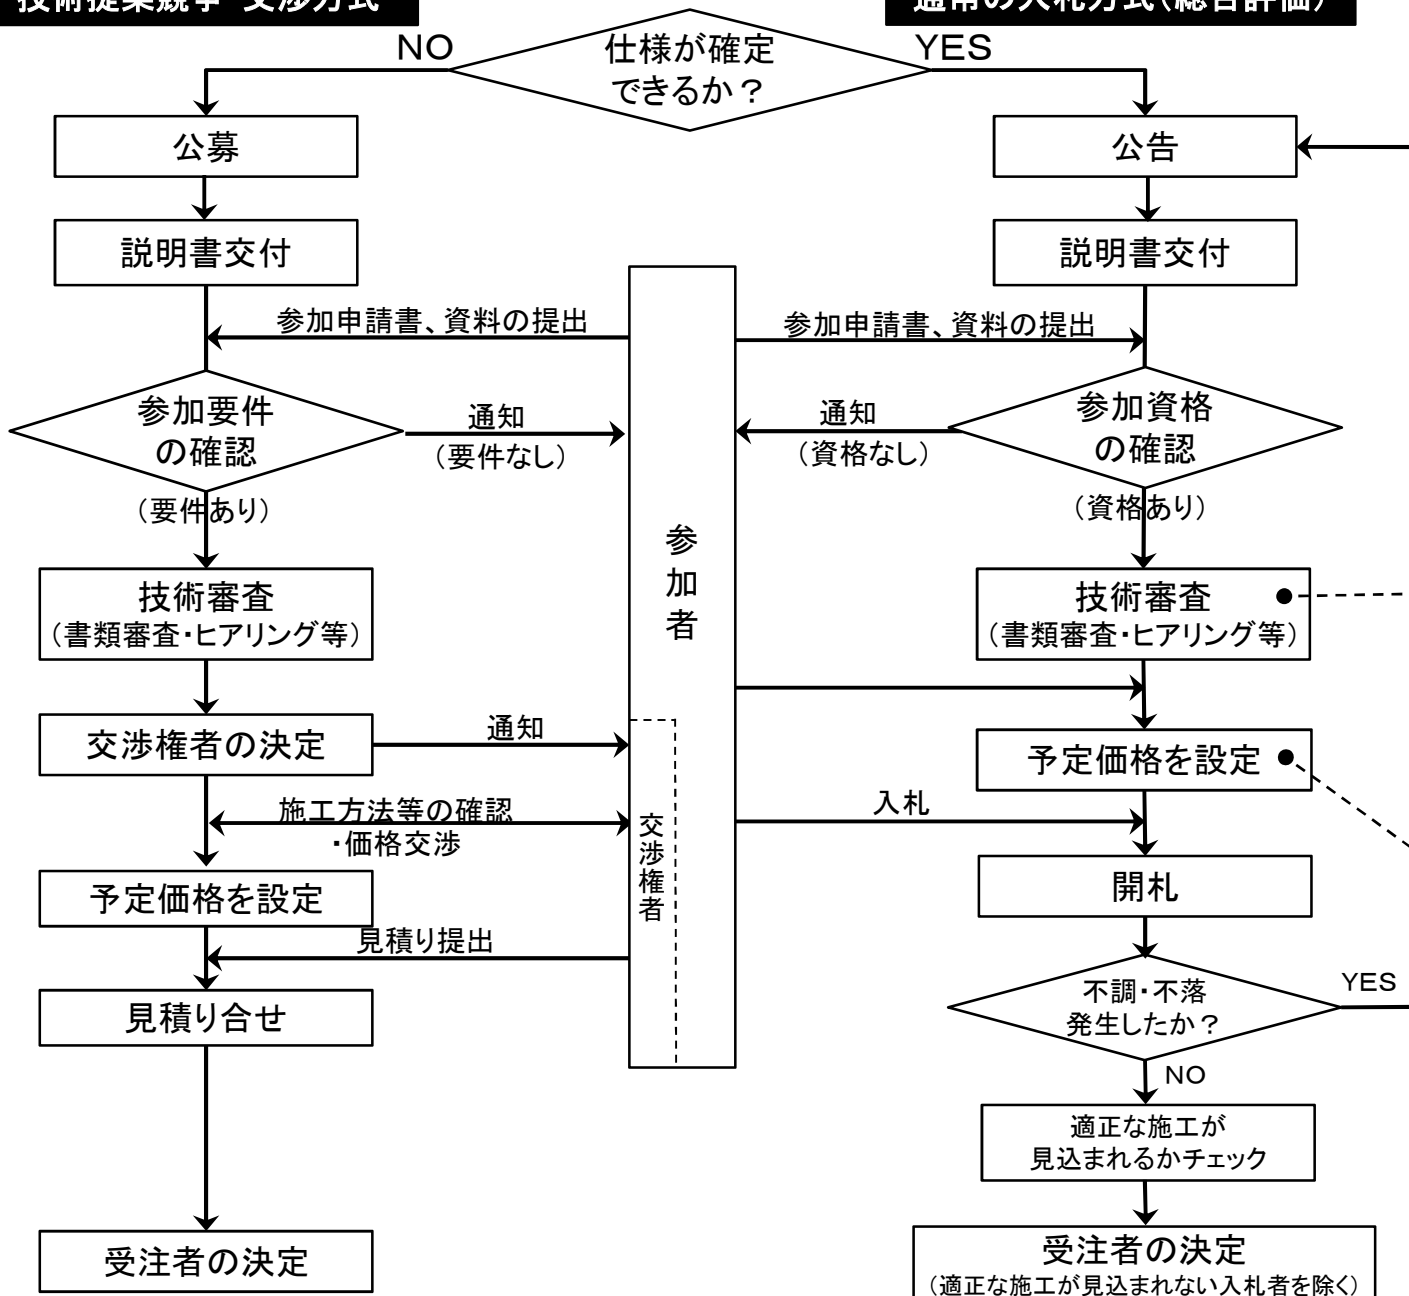 技術提案競争・交渉方式
通常の入札方式(総合評価)
仕様が確定
できるか？
NO
YES
公募
説明書交付
参加申請書、資料の提出
参加要件
の確認
通知
(要件なし)
(要件あり)
技術審査
(書類審査・ヒアリング等)
交渉権者の決定
通知
施工方法等の確認
・価格交渉
予定価格を設定
見積り提出
見積り合せ
受注者の決定
参加者
交渉権者
公告
説明書交付
参加申請書、資料の提出
参加資格
の確認
通知
(資格なし)
(資格あり)
技術審査
(書類審査・ヒアリング等)
予定価格を設定
入札
開札
不調・不落
発生したか？
YES
NO
適正な施工が
見込まれるかチェック
受注者の決定
(適正な施工が見込まれない入札者を除く)